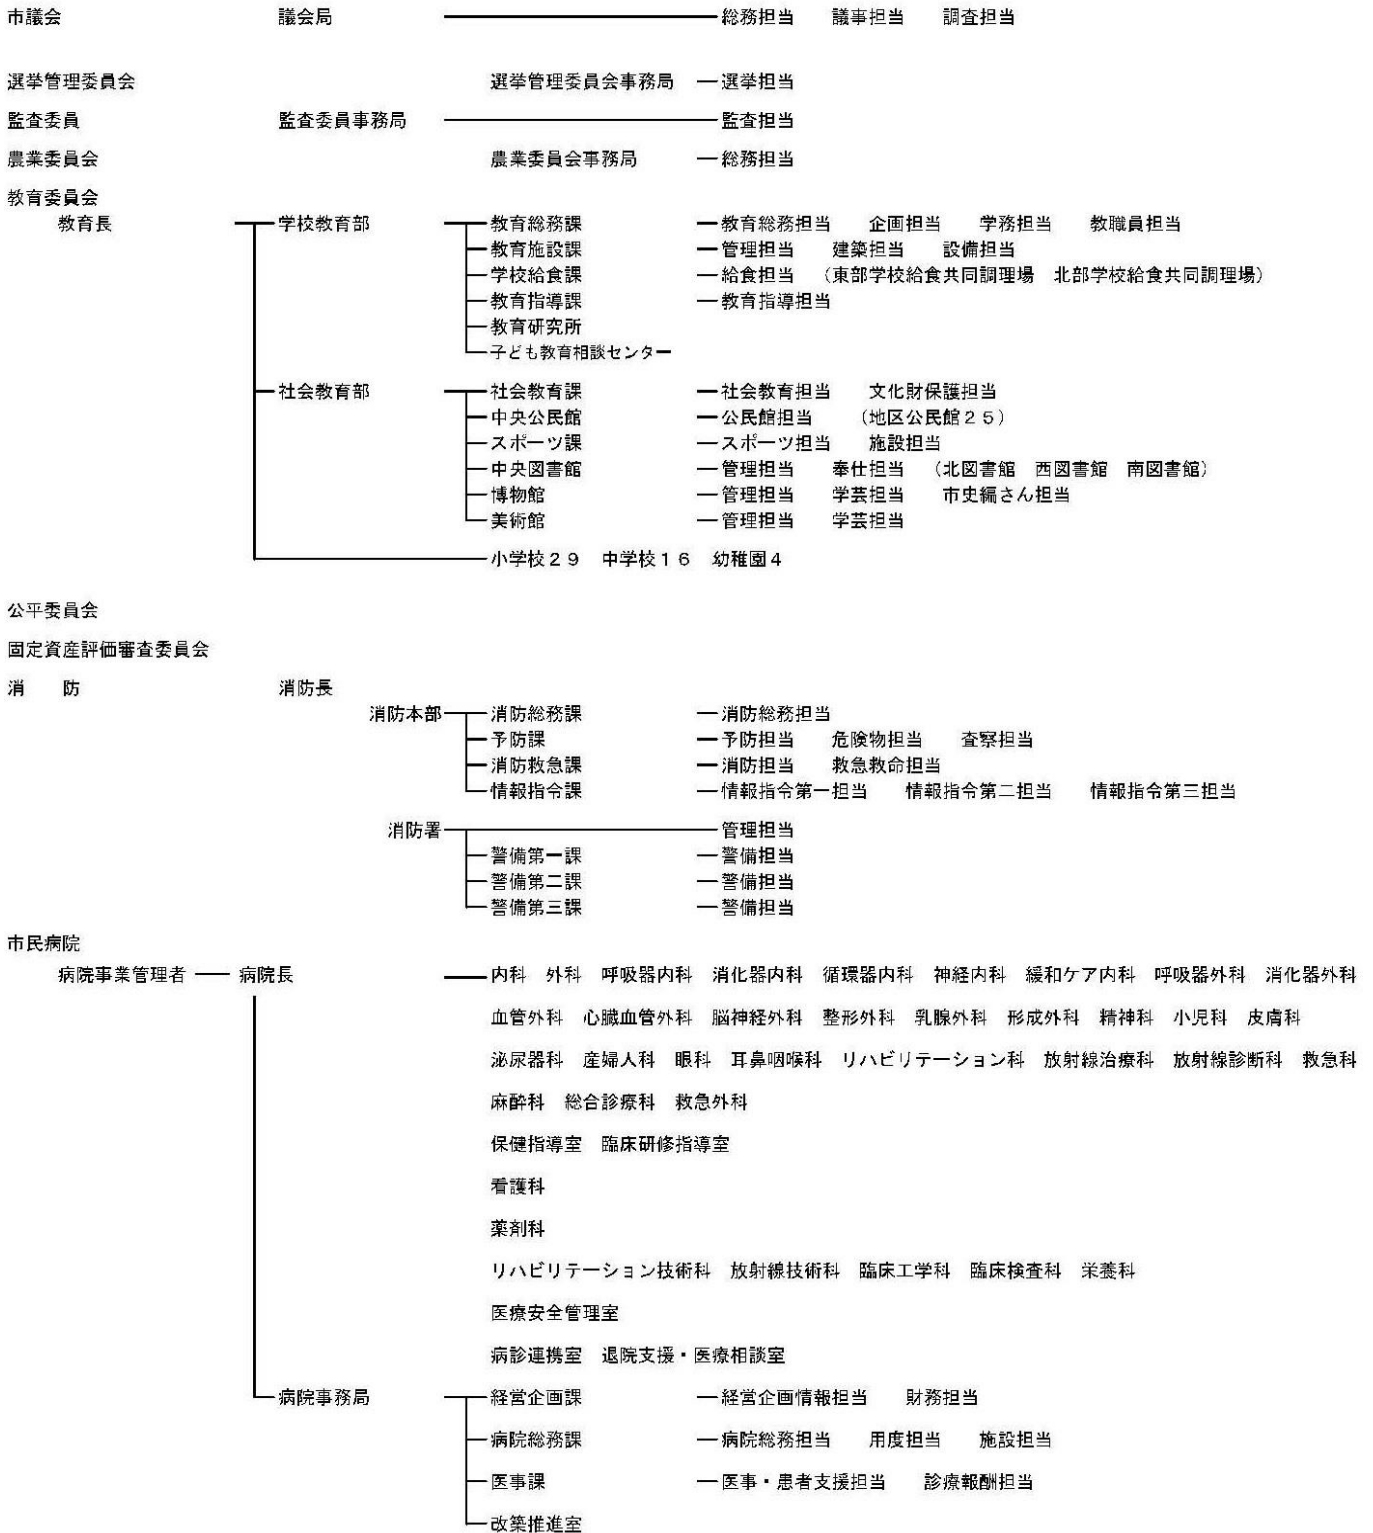 市議会　議会局　総務担当　議事担当　調査担当
選挙管理委員会　選挙管理委員会事務局　選挙担当
監査委員　監査委員事務局　監査担当
農業委員会　農業委員会事務局　総務担当
教育委員会
教育長　学校教育部　教育総務課　教育総務担当　企画担当　学務担当　教職員担当
教育施設課　管理担当　建築担当　設備担当
学校給食課　給食担当　（東部学校給食共同調理場　北部学校給食共同調理場）
教育指導課　教育指導担当
教育研究所
子ども教育相談センター
社会教育部　社会教育課　社会教育担当　文化財保護担当
中央公民館　公民館担当　（地区公民館２５）
スポーツ課　スポーツ担当　施設担当
中央図書館　管理担当　奉仕担当　（北図書館　西図書館　南図書館）
博物館　管理担当　学芸担当　市史編さん担当
美術館　管理担当　学芸担当
小学校２９　中学校１６　幼稚園４
公平委員会
固定資産評価審査委員会
消　防　消防長
消防本部　消防総務課　消防総務担当
予防課　予防担当　危険物担当　査察担当
消防救急課　消防担当　救急救命担当
情報指令課　情報指令第一担当　情報指令第二担当　情報指令第三担当
消防署　管理担当
警備第一課　警備担当
警備第二課　警備担当
警備第三課　警備担当
市民病院
病院事業管理者　病院長　内科　外科　呼吸器内科　消化器内科　循環器内科　神経内科　緩和ケア内科　呼吸器外科　消化器外科
血管外科　心臓血管外科　脳神経外科　整形外科　乳腺外科　形成外科　精神科　小児科　皮膚科
泌尿器科　産婦人科　眼科　耳鼻咽喉科　リハビリテーション科　放射線治療科　放射線診断科　救急科
麻酔科　総合診療科　救急外科
保健指導室　臨床研修指導室
看護科
薬剤科
リハビリテーション技術科　放射線技術科　臨床工学科　臨床検査科　栄養科
医療安全管理室
病診連携室　退院支援・医療相談室
病院事務局　経営企画課　経営企画情報担当　財務担当
病院総務課　病院総務担当　用度担当　施設担当
医事課　医事・患者支援担当　診療報酬担当
改築推進室